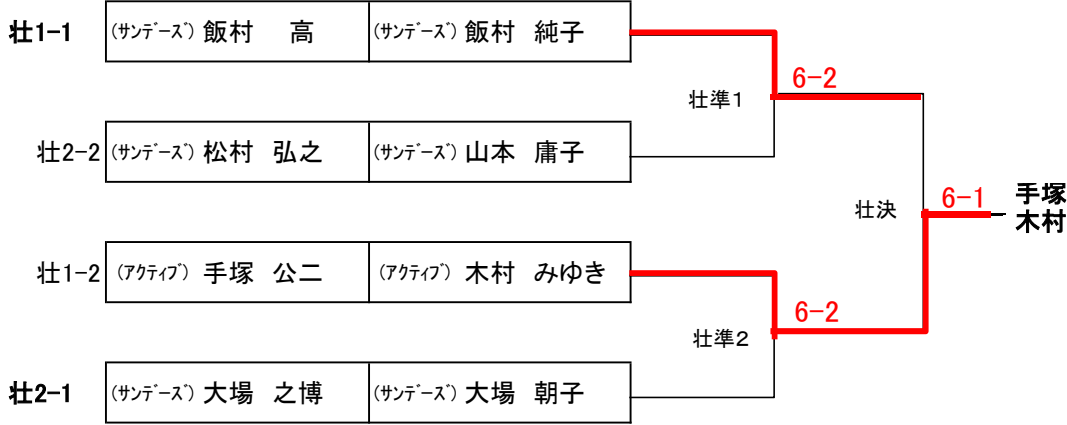 壮1-1 (サンデーズ) 飯村 高 (サンデーズ) 飯村 純子
6-2
壮準1
壮2-2 (サンデーズ) 松村 弘之 (サンデーズ) 山本 庸子
壮決
6-1
手塚
木村
壮1-2 (アクティブ) 手塚 公二 (アクティブ) 木村 みゆき
6-2
壮準2
壮2-1 (サンデーズ) 大場 之博 (サンデーズ) 大場 朝子